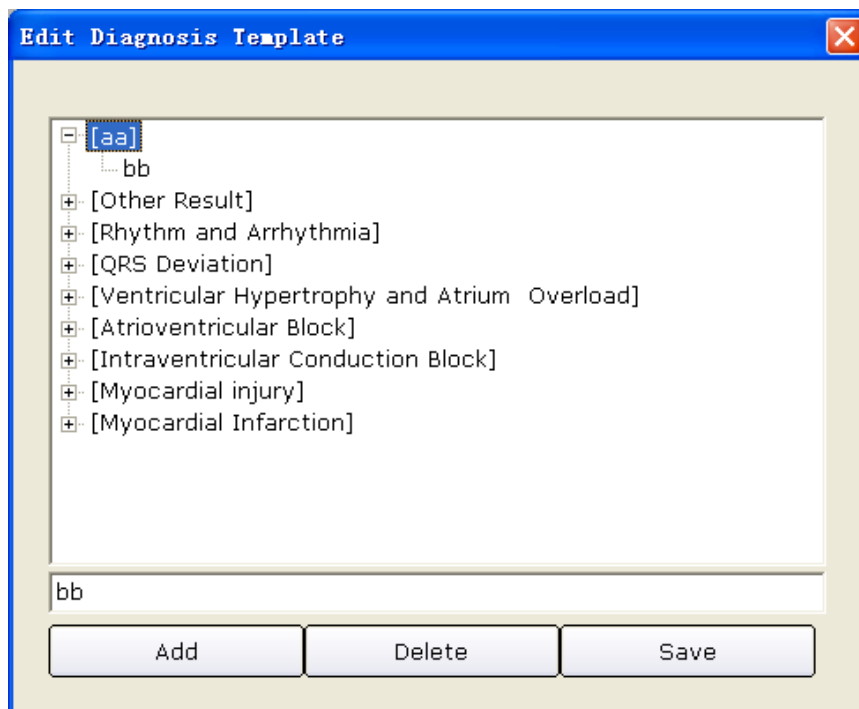 Edit Diagnosis Template
[aa]
bb
[Other Result]
[Rhythm and Arrhythmia]
[QRS Deviation]
[Ventricular Hypertrophy and Atrium  Overload]
[Atrioventricular Block]
[Intraventricular Conduction Block]
[Myocardial injury]
[Myocardial Infarction]
bb
Add Delete Save